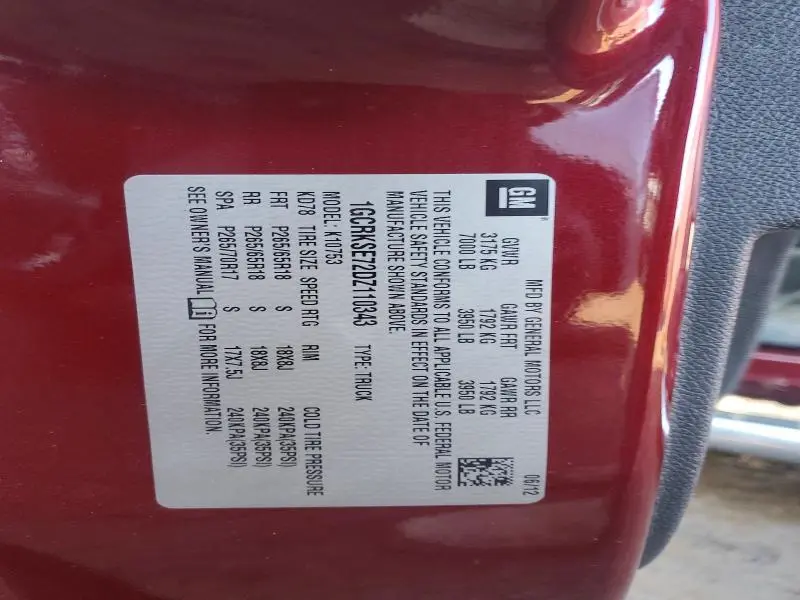 GM
MFD BY GENERAL MOTORS LLC 06/12
GVWR GAWR FRT GAWR RR
3175 KG 1792 KG 1792 KG
7000 LB 3950 LB 3950 LB
THIS VEHICLE CONFORMS TO ALL APPLICABLE U.S. FEDERAL MOTOR
VEHICLE SAFETY STANDARDS IN EFFECT ON THE DATE OF
MANUFACTURE SHOWN ABOVE.
1GCRKSE72DZ110343 TYPE: TRUCK
MODEL: K10753
KD78 TIRE SIZE SPEED RTG RIM COLD TIRE PRESSURE
FRT P265/65R18 S 18X8J 240KPA(35PSI)
RR P265/65R18 S 18X8J 240KPA(35PSI)
SPA P265/70R17 S 17X7.5J 240KPA(35PSI)
SEE OWNER'S MANUAL FOR MORE INFORMATION.